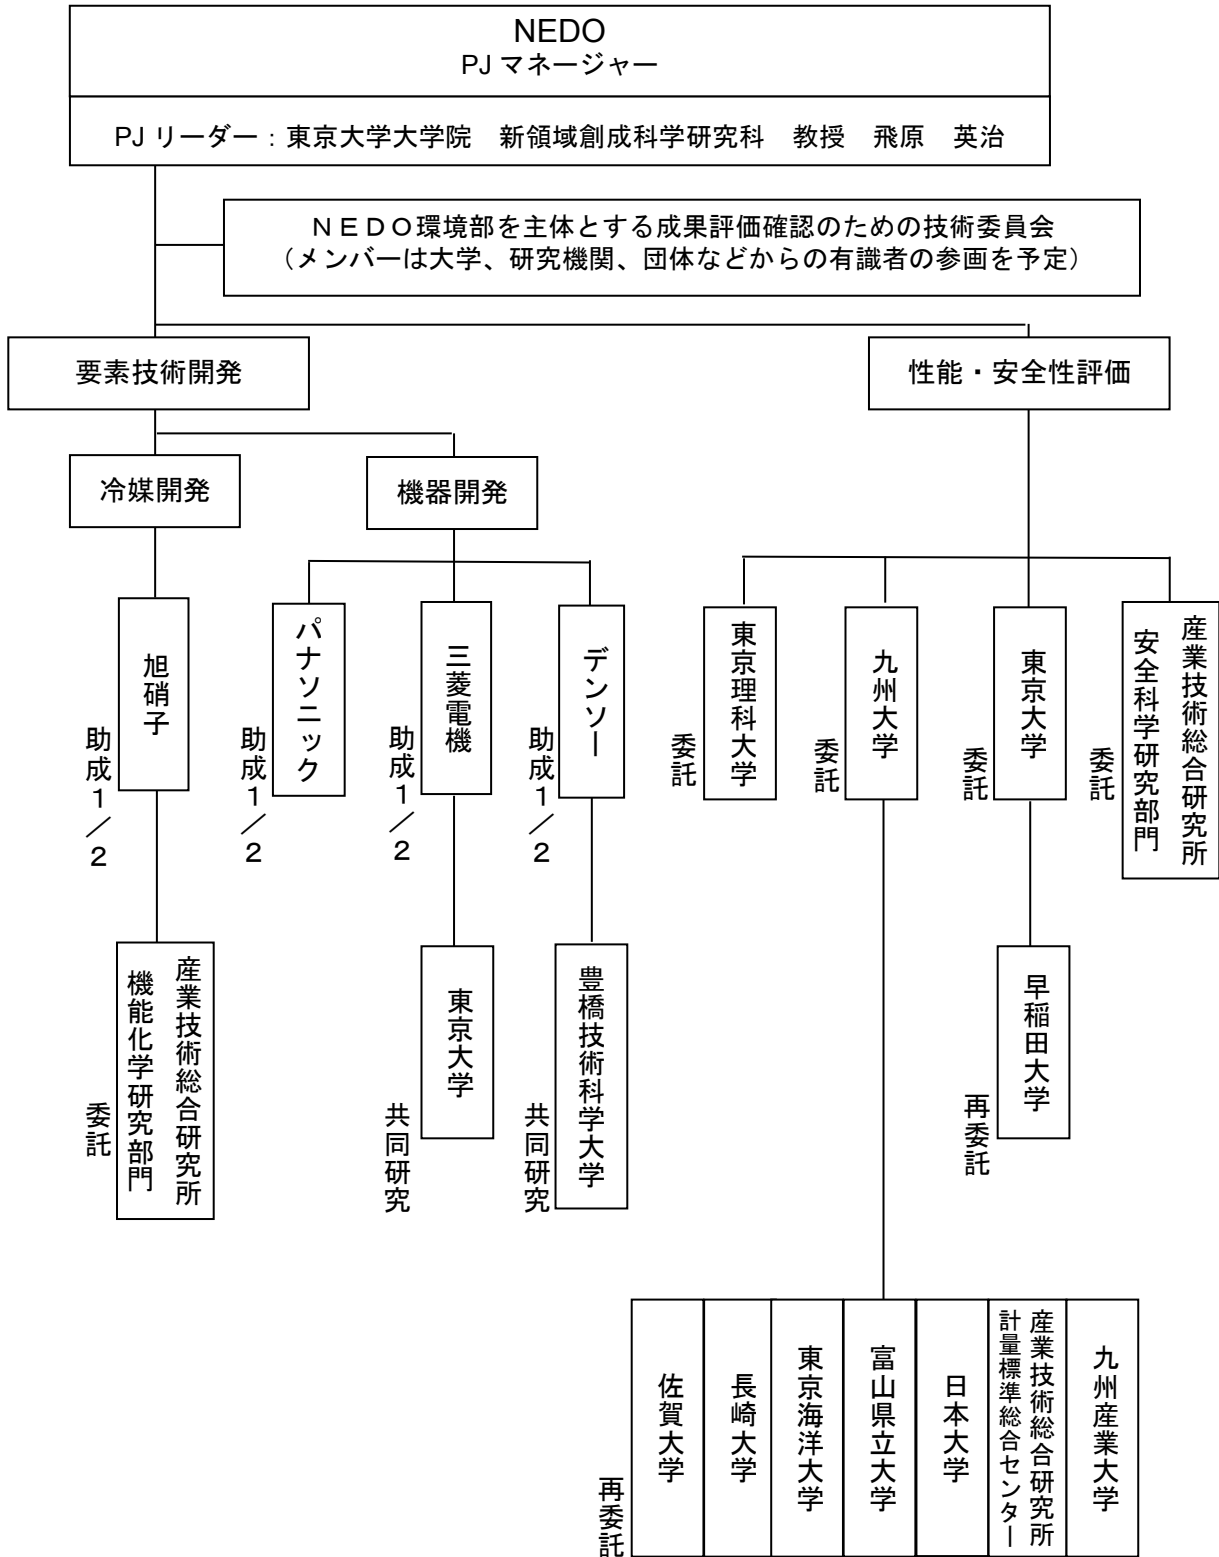 NEDO
PJ マネージャー
PJ リーダー：東京大学大学院　新領域創成科学研究科　教授　飛原　英治
ＮＥＤＯ環境部を主体とする成果評価確認のための技術委員会
（メンバーは大学、研究機関、団体などからの有識者の参画を予定）
要素技術開発
性能・安全性評価
冷媒開発
機器開発
旭硝子
助成１／２
パナソニック
助成１／２
三菱電機
助成１／２
デンソー
助成１／２
東京理科大学
委託
九州大学
委託
東京大学
委託
産業技術総合研究所
安全科学研究部門
委託
産業技術総合研究所
機能化学研究部門
委託
東京大学
共同研究
豊橋技術科学大学
共同研究
早稲田大学
再委託
佐賀大学
長崎大学
東京海洋大学
富山県立大学
日本大学
産業技術総合研究所
計量標準総合センター
九州産業大学
再委託